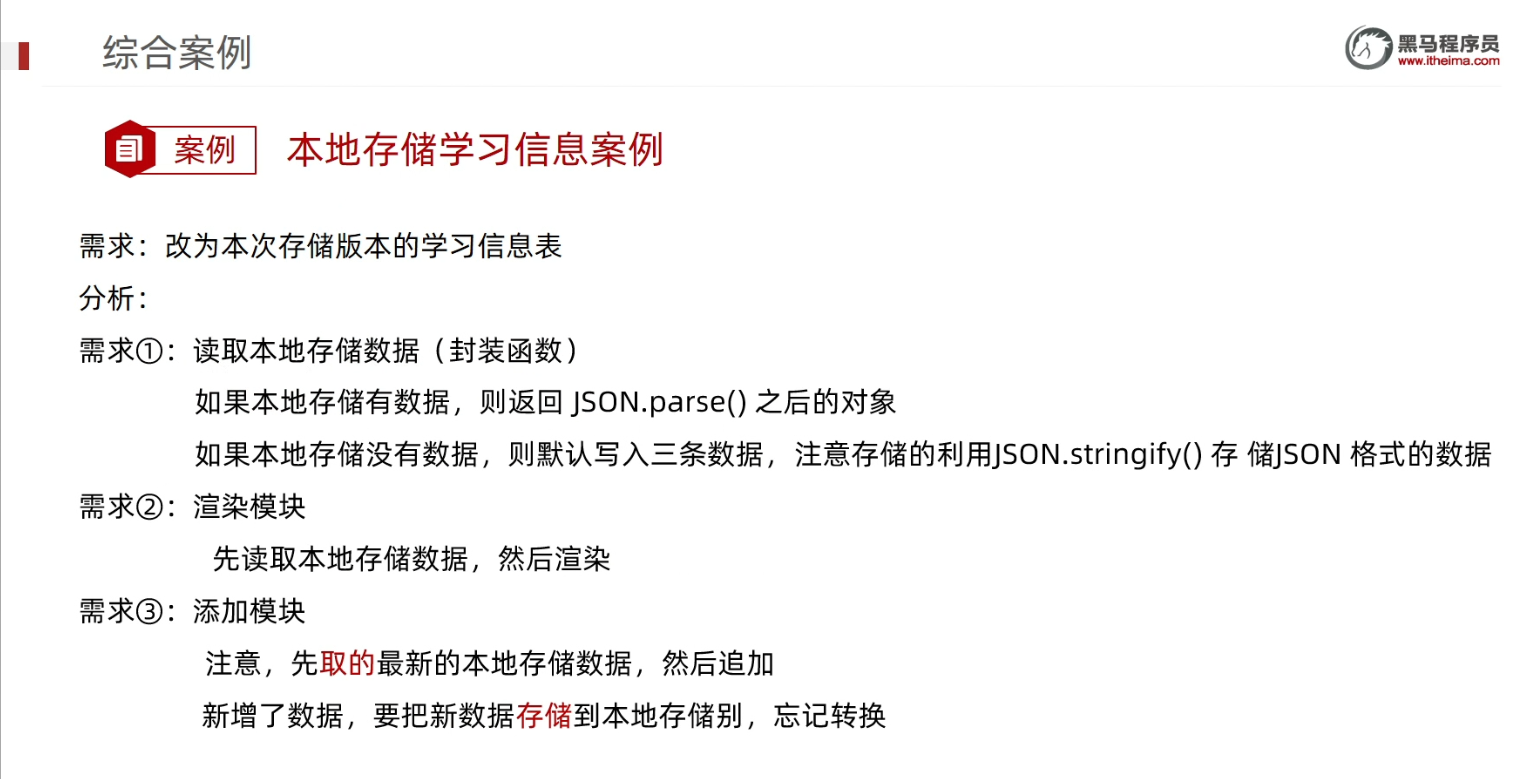 综合案例
黑马程序员
www.itheima.com
案例
本地存储学习信息案例
需求：改为本次存储版本的学习信息表
分析：
需求①：读取本地存储数据（封装函数）
如果本地存储有数据，则返回 JSON.parse() 之后的对象
如果本地存储没有数据，则默认写入三条数据，注意存储的利用JSON.stringify() 存 储JSON 格式的数据
需求②：渲染模块
先读取本地存储数据，然后渲染
需求③：添加模块
注意，先取的最新的本地存储数据，然后追加
新增了数据，要把新数据存储到本地存储别，忘记转换